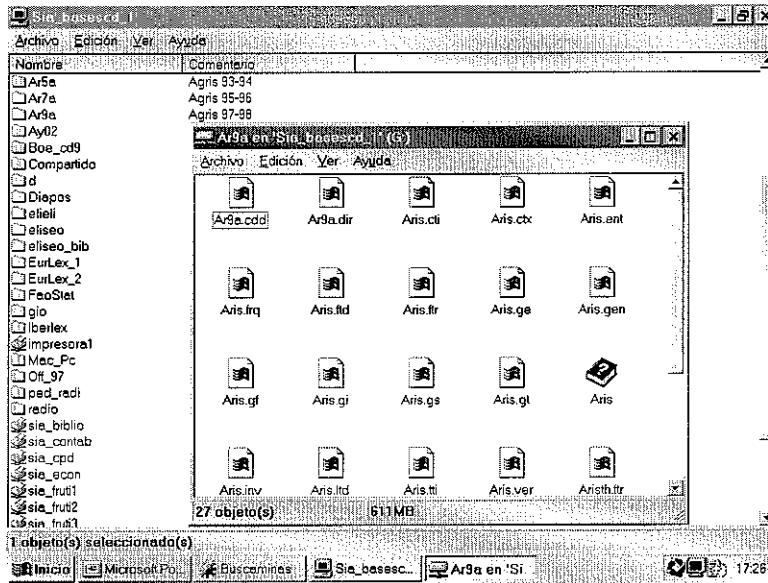 Sia_basescd_1
Archivo Edición Ver Ayuda
Nombre Comentario
Ar5a Agris 93-94
Ar7a Agris 95-96
Ar9a Agris 97-98
Ay02
Boe_cd9
Compartido
d
Diapos
elieli
eliseo
eliseo_bib
EurLex_1
EurLex_2
FaoStat
gio
Iberlex
impresora1
Mac_Pc
Off_97
ped_radi
radio
sia_biblio
sia_contab
sia_cpd
sia_econ
sia_fruti1
sia_fruti2
sia_fruti3
1 objeto(s) seleccionado(s)
Ar9a en 'Sia_basescd_1' (G:)
Archivo Edición Ver Ayuda
Ar9a.cdd Ar9a.dir Aris.cti Aris.ctx Aris.ent
Aris.frq Aris.ftd Aris.ftr Aris.ge Aris.gen
Aris.gf Aris.gi Aris.gs Aris.gt Aris
Aris.inv Aris.ltd Aris.tti Aris.ver Aristh.ftr
27 objeto(s) 611MB
Inicio Microsoft Po... Buscaminas Sia_basesc... Ar9a en 'Si... 17:26